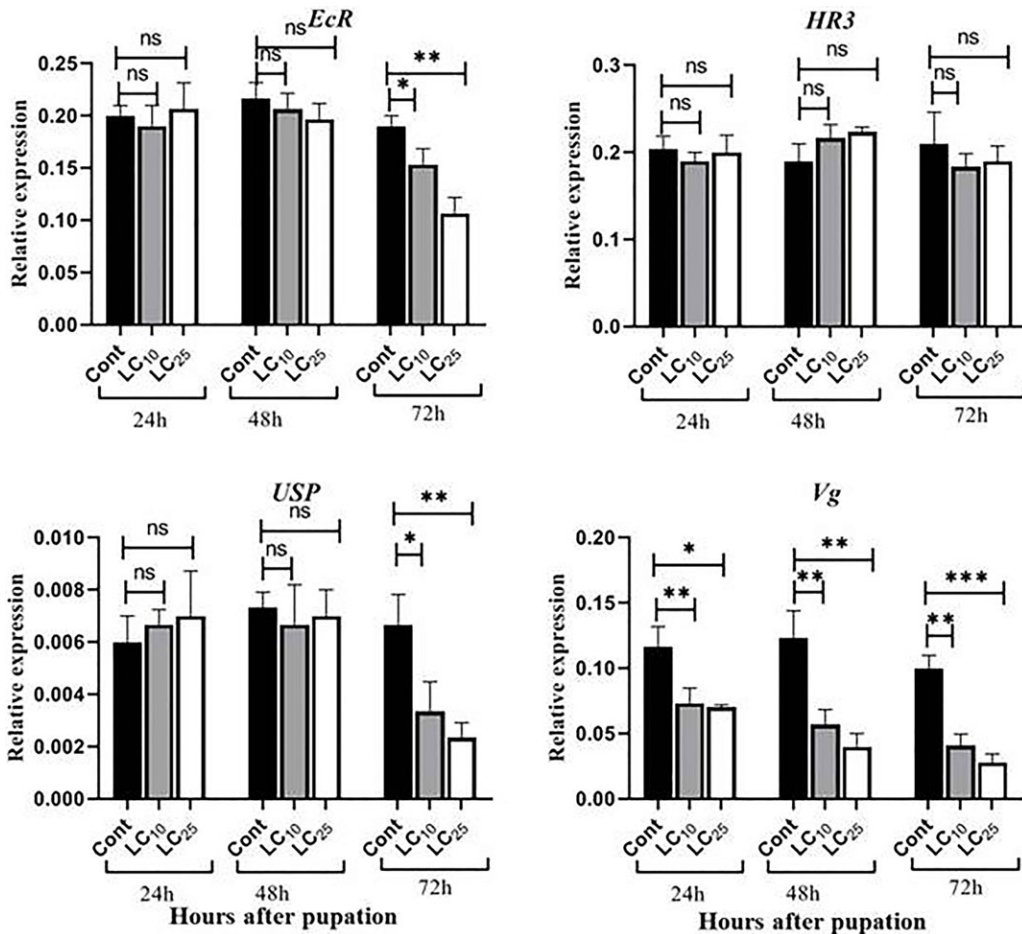 EcR
ns
ns
ns
ns
**
*
0.25
0.20
0.15
0.10
0.05
0.00
Relative expression
Cont LC10 LC25 Cont LC10 LC25 Cont LC10 LC25
24h 48h 72h
HR3
ns
ns
ns
ns
ns
ns
0.3
0.2
0.1
0.0
Relative expression
Cont LC10 LC25 Cont LC10 LC25 Cont LC10 LC25
24h 48h 72h
USP
ns
ns
ns
ns
**
*
0.010
0.008
0.006
0.004
0.002
0.000
Relative expression
Cont LC10 LC25 Cont LC10 LC25 Cont LC10 LC25
24h 48h 72h
Hours after pupation
Vg
*
**
**
**
***
**
0.20
0.15
0.10
0.05
0.00
Relative expression
Cont LC10 LC25 Cont LC10 LC25 Cont LC10 LC25
24h 48h 72h
Hours after pupation